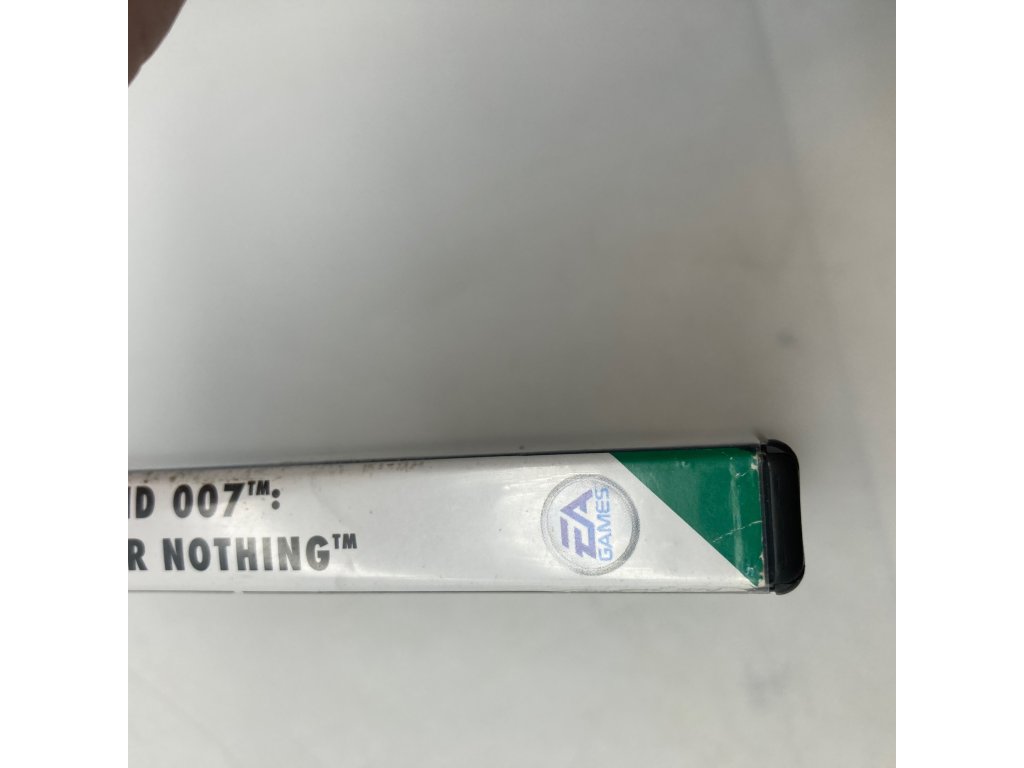 ND 007™:
R NOTHING™
EA
GAMES